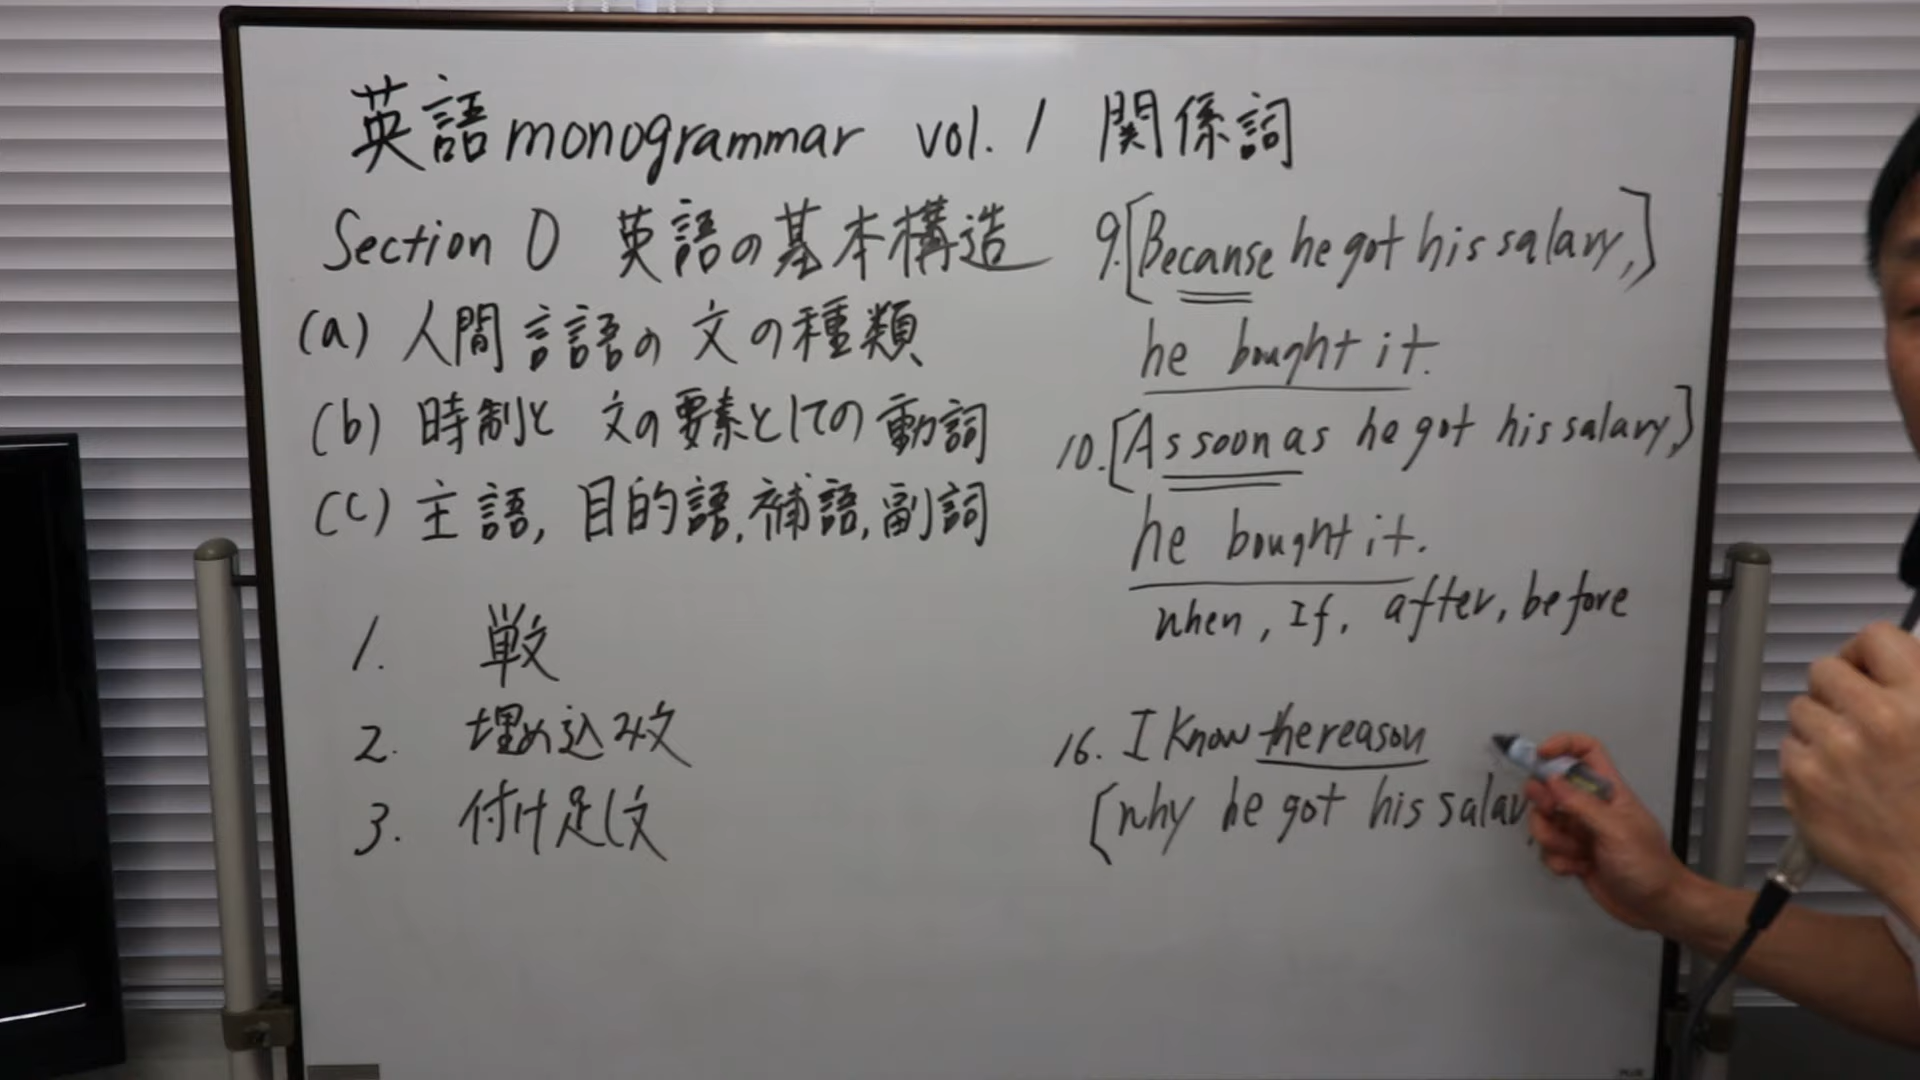 英語monogrammar vol. 1 関係詞
Section 0 英語の基本構造
(a) 人間言語の文の種類
(b) 時制と 文の要素としての動詞
(c) 主語, 目的語, 補語, 副詞
1. 単文
2. 埋め込み文
3. 付け足し文
9. [Because he got his salary,]
he bought it.
10. [As soon as he got his salary,]
he bought it.
when, If, after, before
16. I know the reason
[why he got his salary